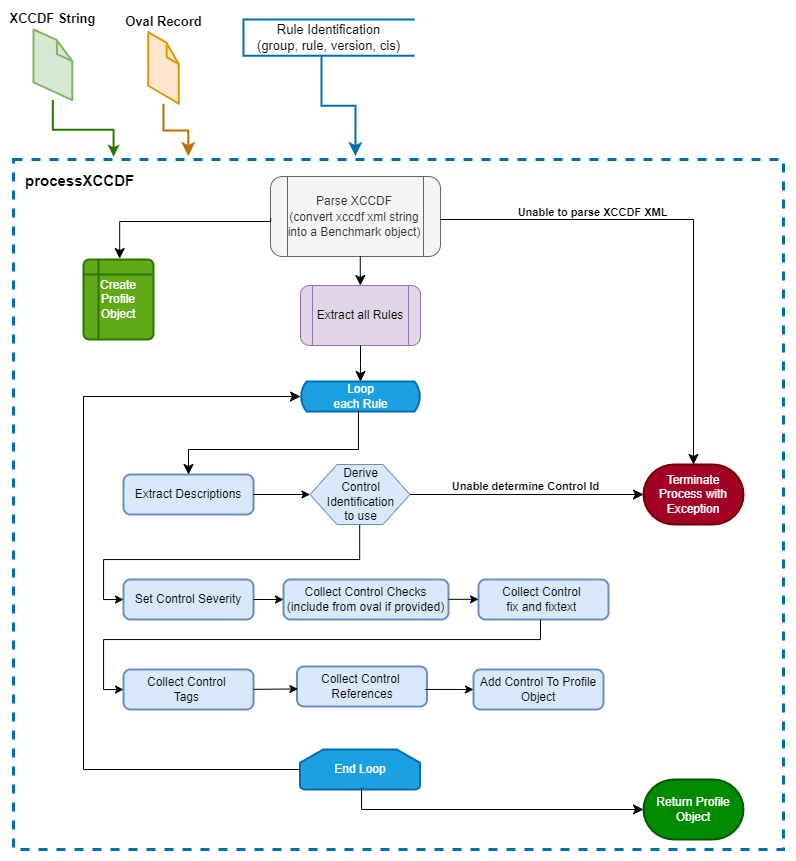 XCCDF String
Oval Record
Rule Identification
(group, rule, version, cis)
processXCCDF
Parse XCCDF
(convert xccdf xml string
into a Benchmark object)
Unable to parse XCCDF XML
Create
Profile
Object
Extract all Rules
Loop
each Rule
Extract Descriptions
Derive
Control
Identification
to use
Unable determine Control Id
Terminate
Process with
Exception
Set Control Severity
Collect Control Checks
(include from oval if provided)
Collect Control
fix and fixtext
Collect Control
Tags
Collect Control
References
Add Control To Profile
Object
End Loop
Return Profile
Object